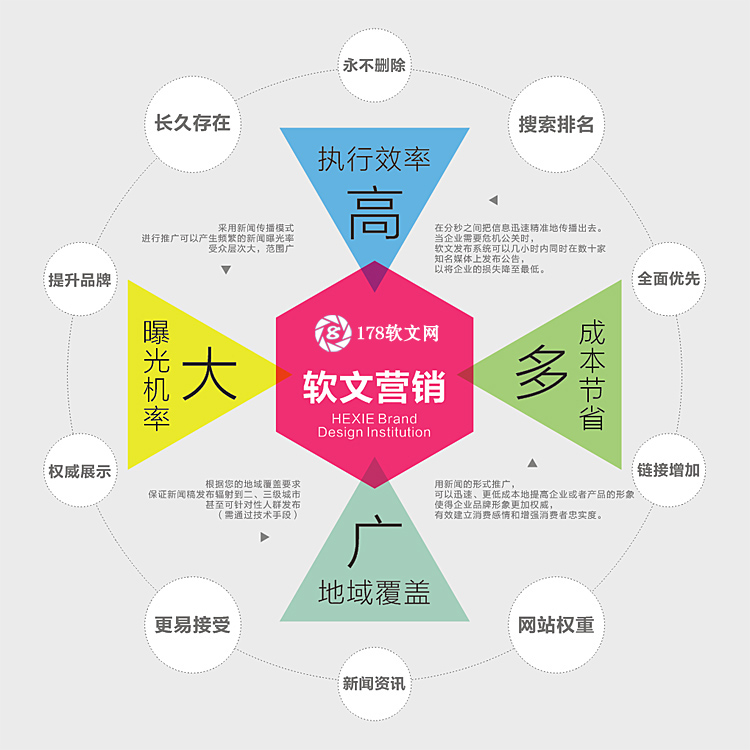 永不删除
长久存在
搜索排名
执行效率
高
采用新闻传播模式
进行推广可以产生频繁的新闻曝光率
受众层次大，范围广
在分秒之间把信息迅速精准地传播出去。
当企业需要危机公关时，
软文发布系统可以几小时内同时在数十家
知名媒体上发布公告，
以将企业的损失降至最低。
提升品牌
全面优先
曝光机率
大
178软文网
软文营销
HEXIE Brand
Design Institution
多
成本节省
权威展示
链接增加
根据您的地域覆盖要求
保证新闻稿发布辐射到二、三级城市
甚至可针对性人群发布
（需通过技术手段）
用新闻的形式推广，
可以迅速、更低成本地提高企业或者产品的形象
使得企业品牌形象更加权威，
有效建立消费感情和增强消费者忠实度。
广
地域覆盖
更易接受
网站权重
新闻资讯